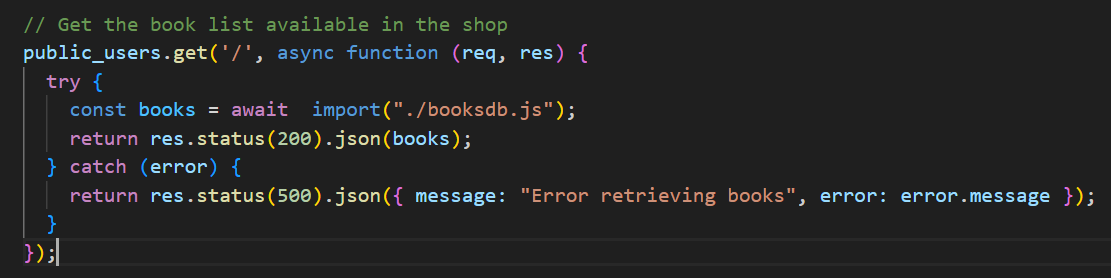 // Get the book list available in the shop
public_users.get('/', async function (req, res) {
  try {
    const books = await  import("./booksdb.js");
    return res.status(200).json(books);
  } catch (error) {
    return res.status(500).json({ message: "Error retrieving books", error: error.message });
  }
});